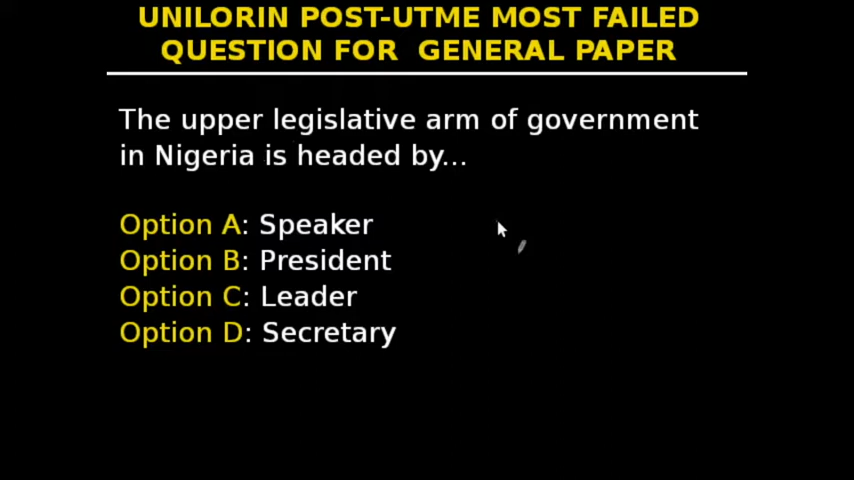 UNILORIN POST-UTME MOST FAILED
QUESTION FOR GENERAL PAPER
The upper legislative arm of government
in Nigeria is headed by...
Option A: Speaker
Option B: President
Option C: Leader
Option D: Secretary